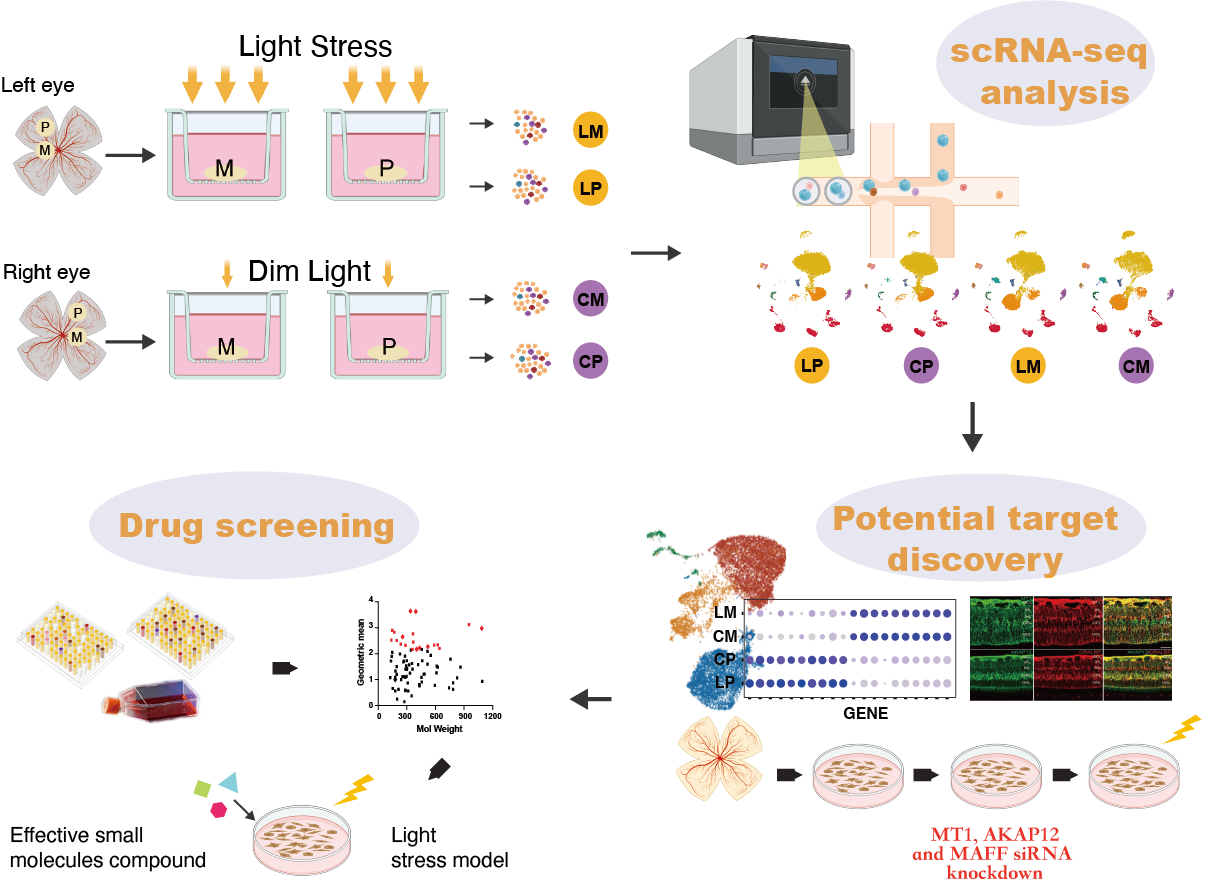 Light Stress
Left eye
P
M
M
P
LM
LP
Right eye
Dim Light
P
M
M
P
CM
CP
scRNA-seq
analysis
LP
CP
LM
CM
Drug screening
4
3
2
1
0
Geometric mean
0
300
600
900
1200
Mol Weight
Effective small
molecules compound
Light
stress model
Potential target
discovery
LM
CM
CP
LP
GENE
AKAP12
CRALBP
MT1, AKAP12
and MAFF siRNA
knockdown